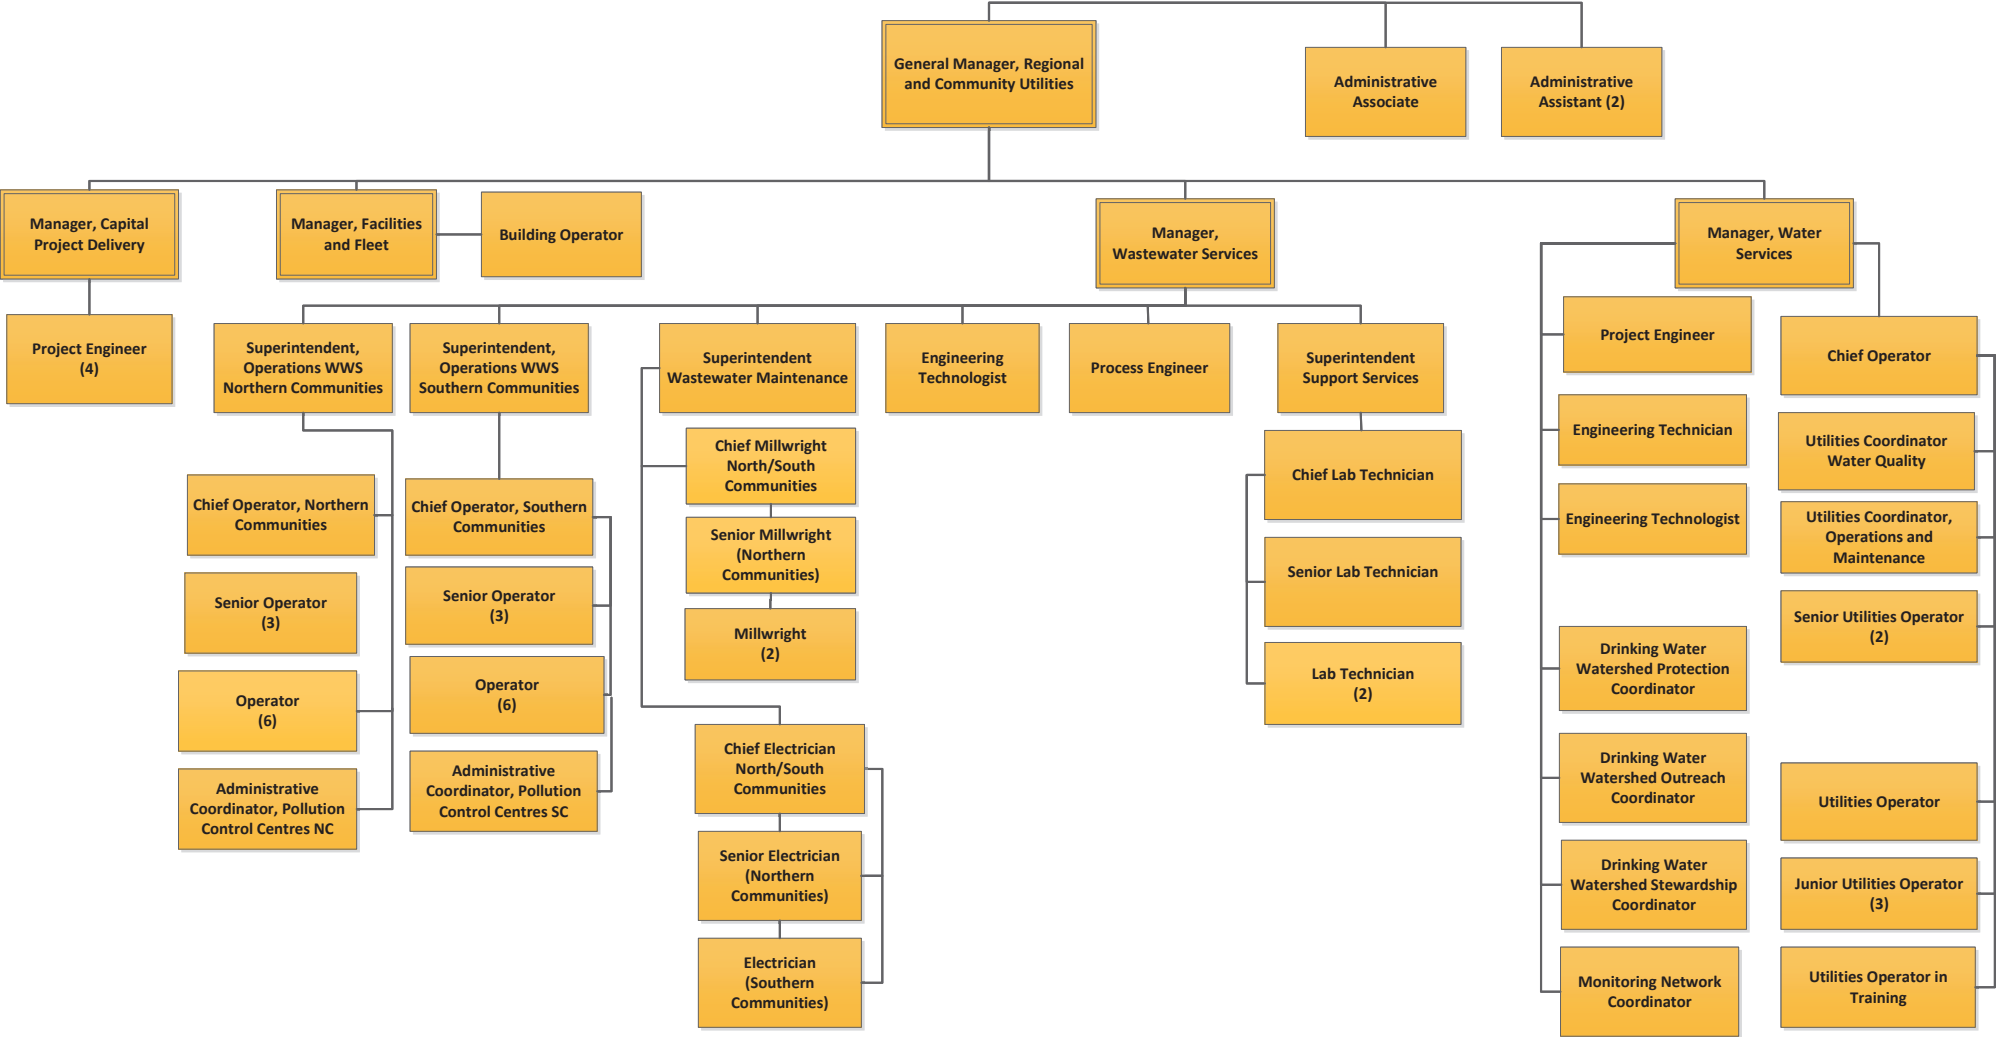 General Manager, Regional
and Community Utilities
Administrative
Associate
Administrative
Assistant (2)
Manager, Capital
Project Delivery
Manager, Facilities
and Fleet
Building Operator
Manager,
Wastewater Services
Manager, Water
Services
Project Engineer
(4)
Superintendent,
Operations WWS
Northern Communities
Superintendent,
Operations WWS
Southern Communities
Superintendent
Wastewater Maintenance
Engineering
Technologist
Process Engineer
Superintendent
Support Services
Project Engineer
Chief Operator
Chief Operator, Northern
Communities
Senior Operator
(3)
Operator
(6)
Administrative
Coordinator, Pollution
Control Centres NC
Chief Operator, Southern
Communities
Senior Operator
(3)
Operator
(6)
Administrative
Coordinator, Pollution
Control Centres SC
Chief Millwright
North/South
Communities
Senior Millwright
(Northern
Communities)
Millwright
(2)
Chief Electrician
North/South
Communities
Senior Electrician
(Northern
Communities)
Electrician
(Southern
Communities)
Chief Lab Technician
Senior Lab Technician
Lab Technician
(2)
Engineering Technician
Engineering Technologist
Drinking Water
Watershed Protection
Coordinator
Drinking Water
Watershed Outreach
Coordinator
Drinking Water
Watershed Stewardship
Coordinator
Monitoring Network
Coordinator
Utilities Coordinator
Water Quality
Utilities Coordinator,
Operations and
Maintenance
Senior Utilities Operator
(2)
Utilities Operator
Junior Utilities Operator
(3)
Utilities Operator in
Training